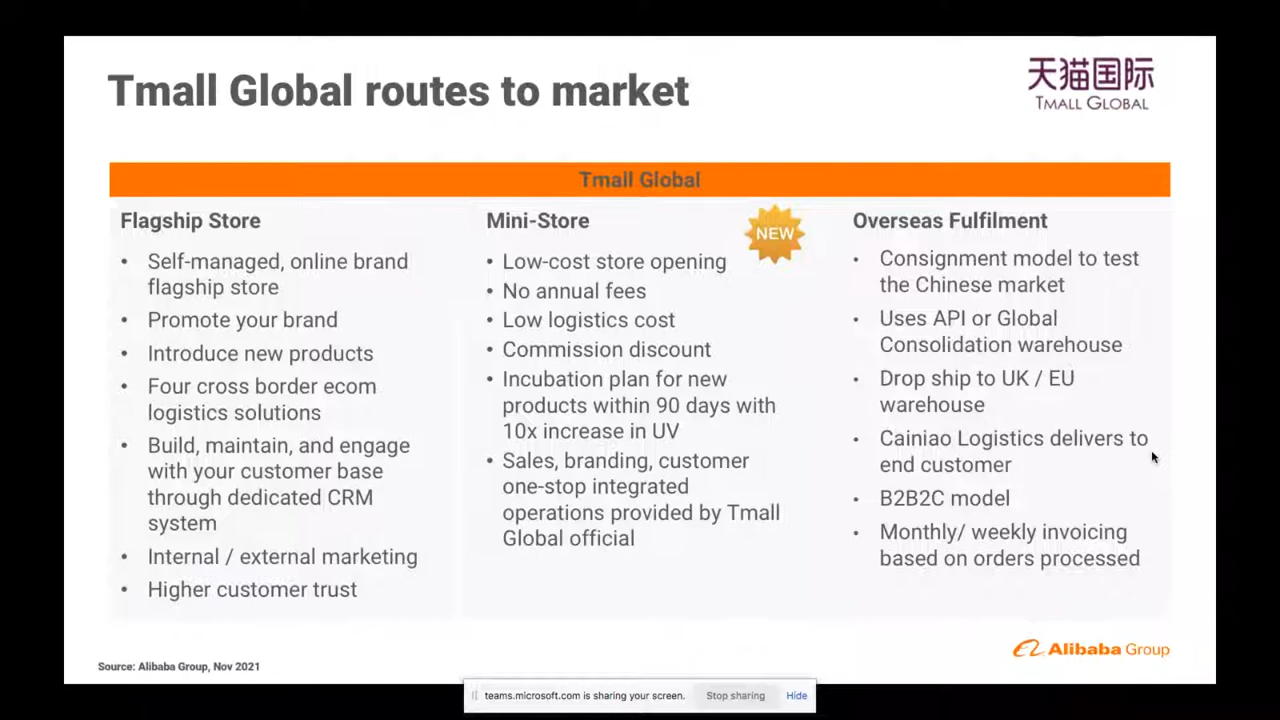 Tmall Global routes to market
天猫国际
TMALL GLOBAL
Tmall Global
Flagship Store
• Self-managed, online brand
flagship store
• Promote your brand
• Introduce new products
• Four cross border ecom
logistics solutions
• Build, maintain, and engage
with your customer base
through dedicated CRM
system
• Internal / external marketing
• Higher customer trust
Mini-Store
NEW
• Low-cost store opening
• No annual fees
• Low logistics cost
• Commission discount
• Incubation plan for new
products within 90 days with
10x increase in UV
• Sales, branding, customer
one-stop integrated
operations provided by Tmall
Global official
Overseas Fulfilment
• Consignment model to test
the Chinese market
• Uses API or Global
Consolidation warehouse
• Drop ship to UK / EU
warehouse
• Cainiao Logistics delivers to
end customer
• B2B2C model
• Monthly/ weekly invoicing
based on orders processed
Source: Alibaba Group, Nov 2021
Alibaba Group
teams.microsoft.com is sharing your screen.
Stop sharing
Hide